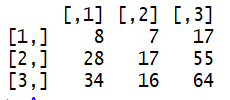 [,1] [,2] [,3]
[1,] 8 7 17
[2,] 28 17 55
[3,] 34 16 64